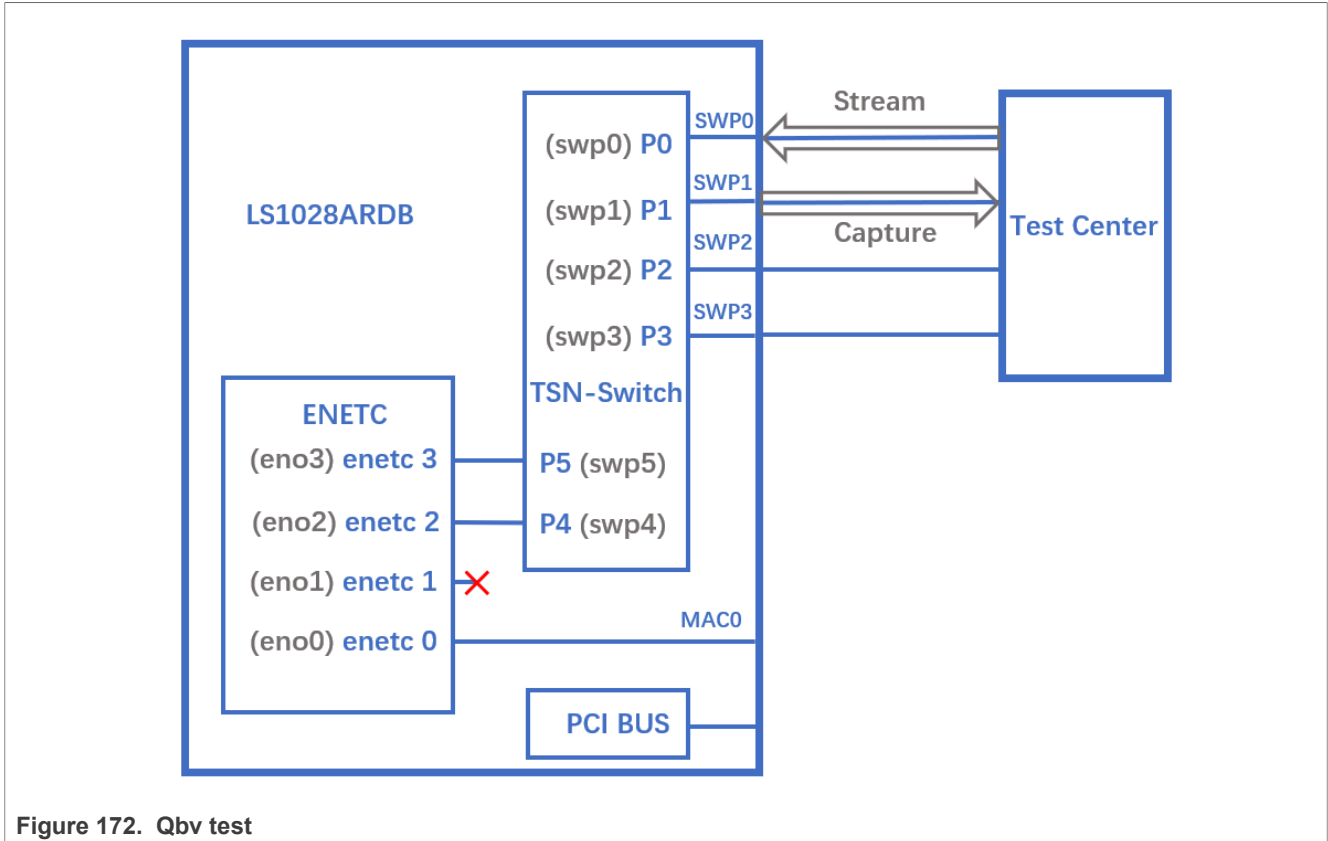 Stream
SWP0
(swp0) P0
SWP1
LS1028ARDB
(swp1) P1
Test Center
Capture
SWP2
(swp2) P2
SWP3
(swp3) P3
TSN-Switch
ENETC
(eno3) enetc 3
P5 (swp5)
(eno2) enetc 2
P4 (swp4)
(eno1) enetc 1
MAC0
(eno0) enetc 0
PCI BUS
Figure 172. Qbv test